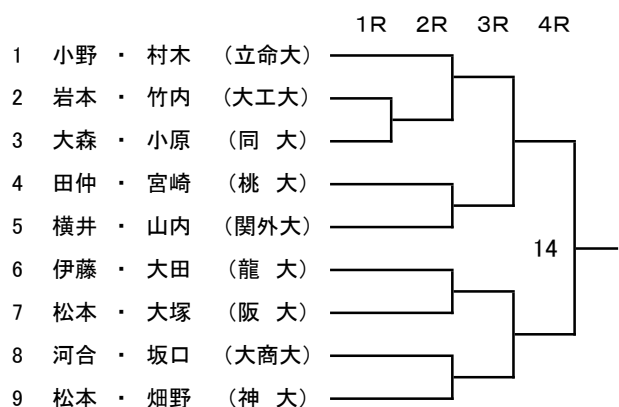 1R 2R 3R 4R
1 小野 ・ 村木 (立命大)
2 岩本 ・ 竹内 (大工大)
3 大森 ・ 小原 (同 大)
4 田仲 ・ 宮崎 (桃 大)
5 横井 ・ 山内 (関外大)
14
6 伊藤 ・ 大田 (龍 大)
7 松本 ・ 大塚 (阪 大)
8 河合 ・ 坂口 (大商大)
9 松本 ・ 畑野 (神 大)